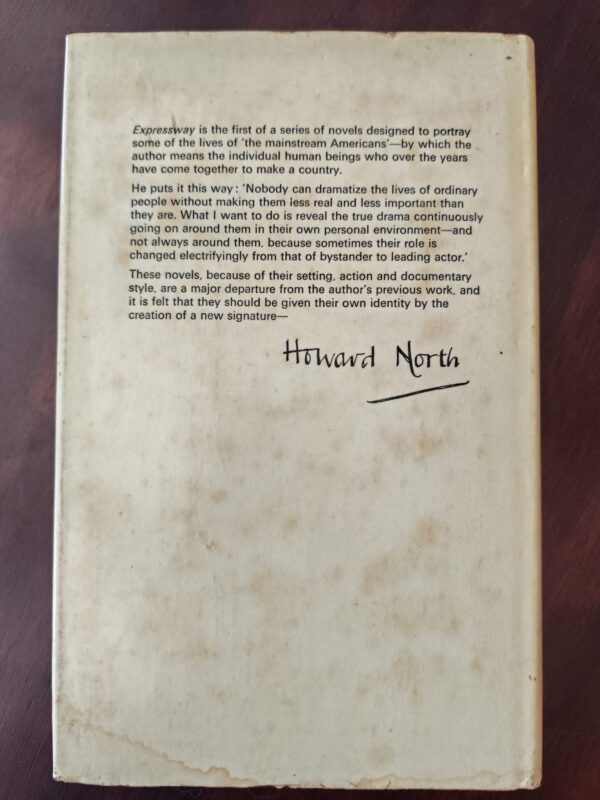 Expressway is the first of a series of novels designed to portray
some of the lives of 'the mainstream Americans'—by which the
author means the individual human beings who over the years
have come together to make a country.
He puts it this way: 'Nobody can dramatize the lives of ordinary
people without making them less real and less important than
they are. What I want to do is reveal the true drama continuously
going on around them in their own personal environment—and
not always around them, because sometimes their role is
changed electrifyingly from that of bystander to leading actor.'
These novels, because of their setting, action and documentary
style, are a major departure from the author's previous work, and
it is felt that they should be given their own identity by the
creation of a new signature—
Howard North